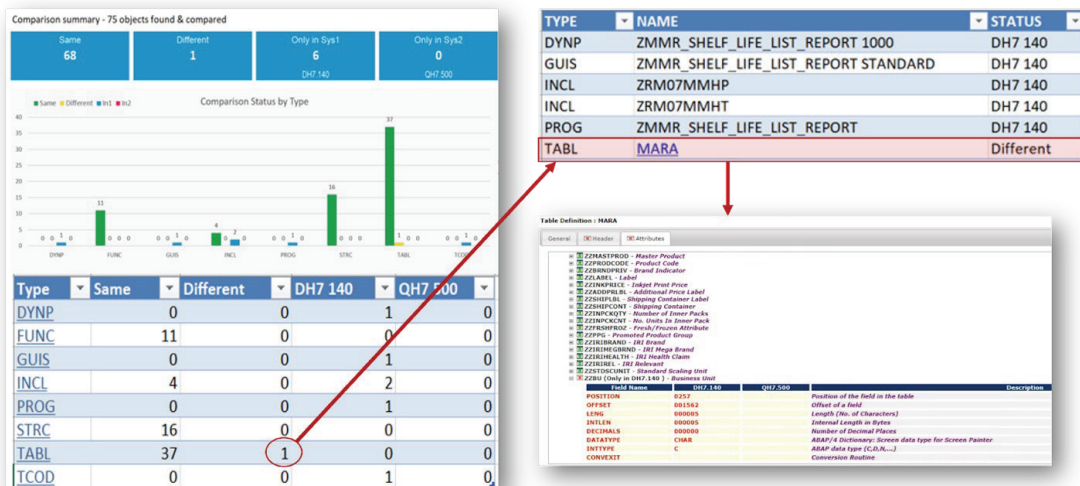 Comparison summary - 75 objects found & compared
Same
68
Different
1
Only in Sys1
6
DH7.140
Only in Sys2
0
QH7.500
Same Different In1 In2
Comparison Status by Type
40
35
30
25
20
15
10
5
0
0 0 1 0
11
0 0 0
0 0 1 0
4
0
2
0
0 0 1 0
16
0 0 0
37
1
0 0
0 0 1 0
DYNP FUNC GUIS INCL PROG STRC TABL TCOD
Type Same Different DH7 140 QH7 500
DYNP 0 0 1 0
FUNC 11 0 0 0
GUIS 0 0 1 0
INCL 4 0 2 0
PROG 0 0 1 0
STRC 16 0 0 0
TABL 37 1 0 0
TCOD 0 0 1 0
TYPE NAME STATUS
DYNP ZMMR_SHELF_LIFE_LIST_REPORT 1000 DH7 140
GUIS ZMMR_SHELF_LIFE_LIST_REPORT STANDARD DH7 140
INCL ZRM07MMHP DH7 140
INCL ZRM07MMHT DH7 140
PROG ZMMR_SHELF_LIFE_LIST_REPORT DH7 140
TABL MARA Different
Table Definition : MARA
General Header Attributes
ZZMASTPROD - Master Product
ZZPRODCODE - Product Code
ZZBRNDPRIV - Brand Indicator
ZZLABEL - Label
ZZINKPRICE - Inkjet Print Price
ZZADDPRLBL - Additional Price Label
ZZSHIPLBL - Shipping Container Label
ZZSHIPCONT - Shipping Container
ZZINPCKQTY - Number of Inner Packs
ZZINPCKCNT - No. Units In Inner Pack
ZZFRSHFROZ - Fresh/Frozen Attribute
ZZPPG - Promoted Product Group
ZZIRIBRAND - IRI Brand
ZZIRIMEGBRND - IRI Mega Brand
ZZIRIHEALTH - IRI Health Claim
ZZIRIREL - IRI Relevant
ZZSTDSCUNIT - Standard Scaling Unit
ZZBU (Only in DH7.140 ) - Business Unit
Field Name DH7.140 QH7.500 Description
POSITION 0257 Position of the field in the table
OFFSET 001562 Offset of a field
LENG 000005 Length (No. of Characters)
INTLEN 000005 Internal Length in Bytes
DECIMALS 000000 Number of Decimal Places
DATATYPE CHAR ABAP/4 Dictionary: Screen data type for Screen Painter
INTTYPE C ABAP data type (C,D,N,...)
CONVEXIT Conversion Routine